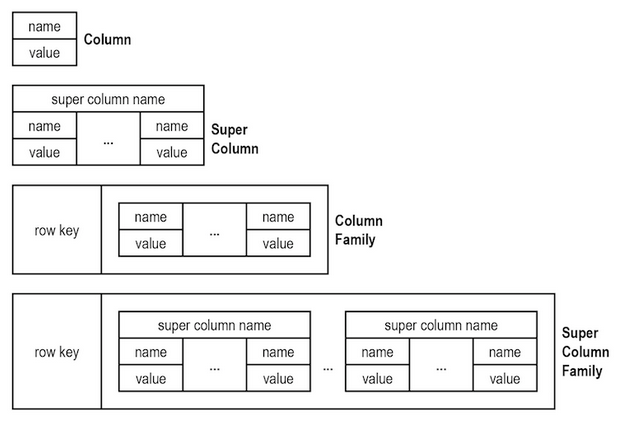 name
value
Column
super column name
name ... name
value value
Super
Column
row key
name ... name
value value
Column
Family
row key
super column name ... super column name
name ... name name ... name
value value value value
Super
Column
Family